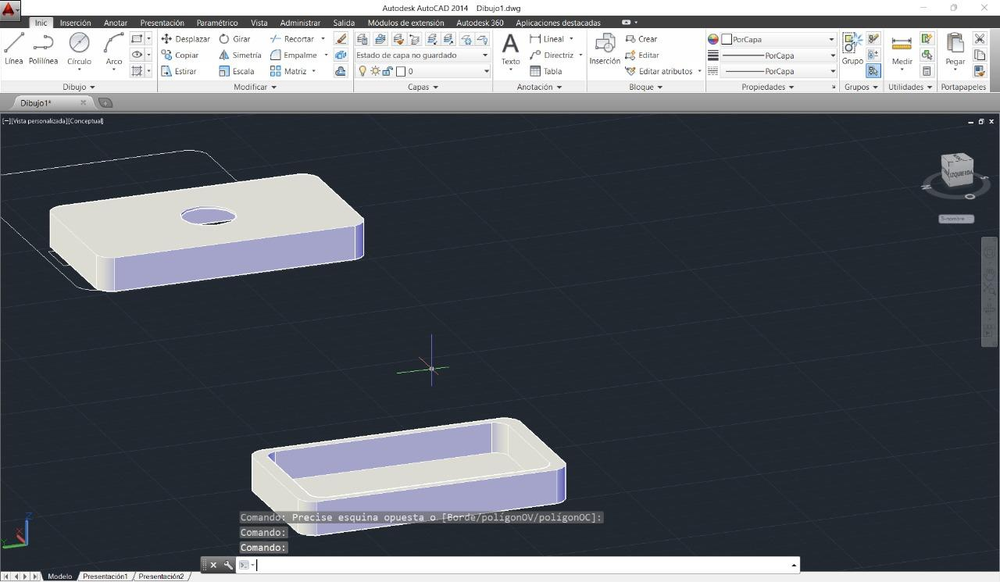 Autodesk AutoCAD 2014 Dibujo1.dwg
Inic Inserción Anotar Presentación Paramétrico Vista Administrar Salida Módulos de extensión Autodesk 360 Aplicaciones destacadas
Línea Polilínea Círculo Arco
Desplazar Girar Recortar
Copiar Simetría Empalme
Estirar Escala Matriz
Estado de capa no guardado
0
Texto
Lineal
Directriz
Tabla
Inserción
Crear
Editar
Editar atributos
PorCapa
PorCapa
PorCapa
Grupo
Medir
Pegar
Dibujo Modificar Capas Anotación Bloque Propiedades Grupos Utilidades Portapapeles
Dibujo1*
[−][Vista personalizada][Conceptual]
IZQUIERDA
N
S
O
S-nombre
Comando: Precise esquina opuesta o [Borde/polígonOV/polígonOC]:
Comando:
Comando:
Z
X
Y
Modelo Presentación1 Presentación2